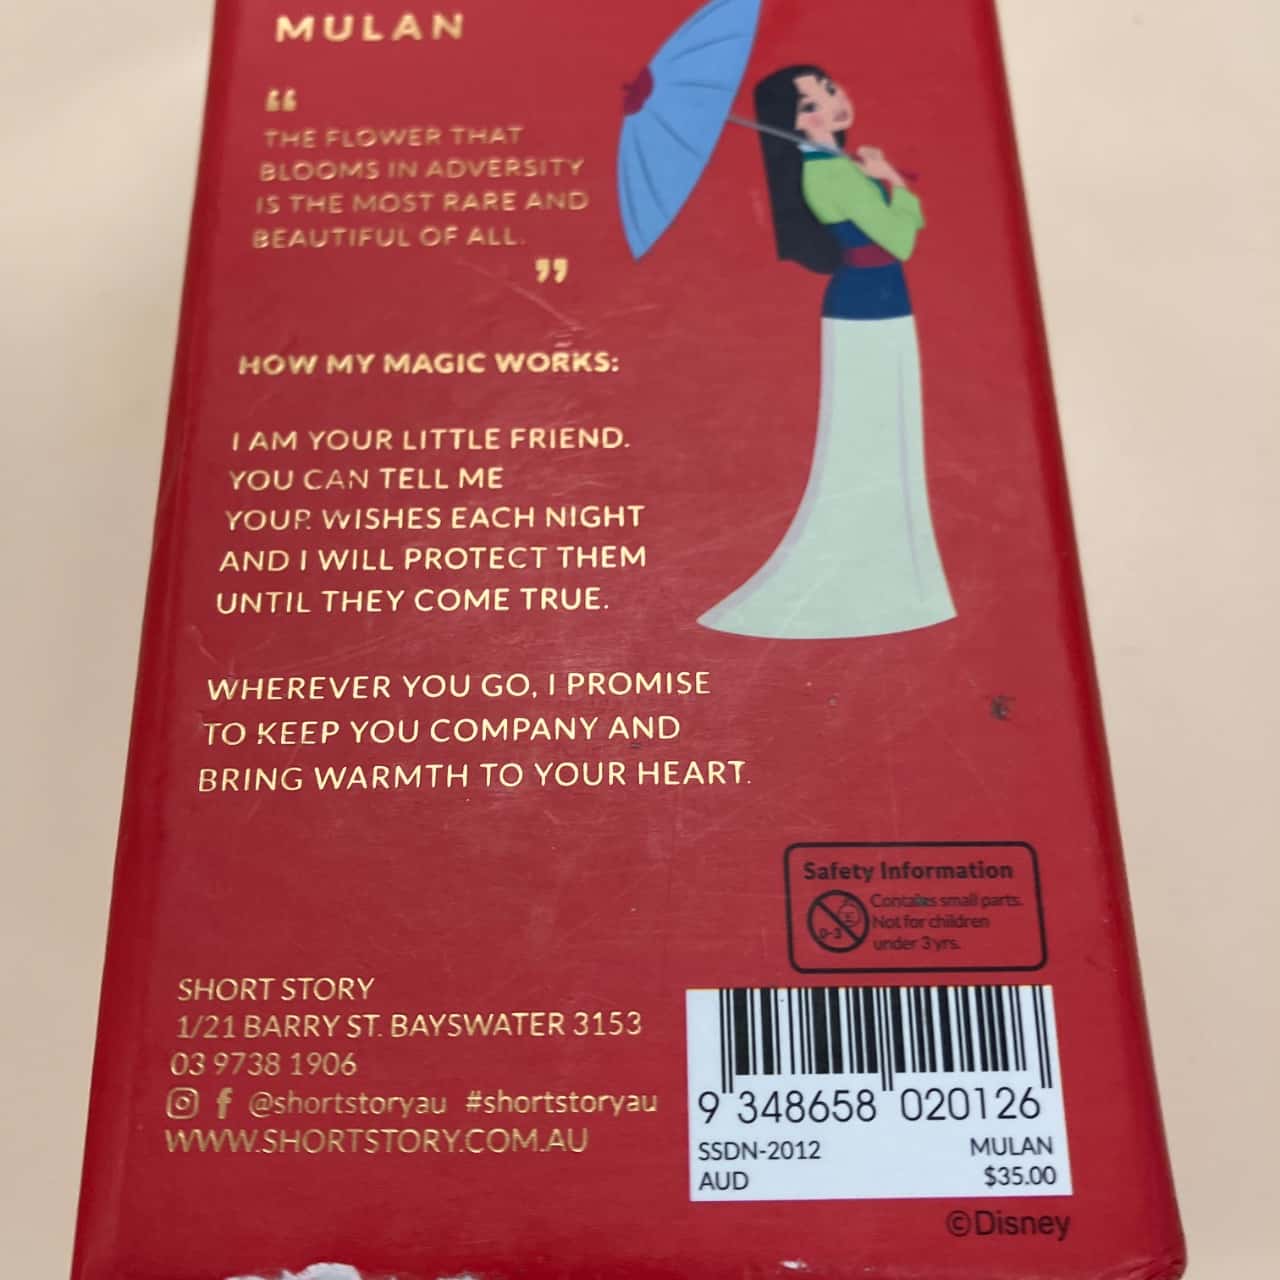 MULAN
“
THE FLOWER THAT
BLOOMS IN ADVERSITY
IS THE MOST RARE AND
BEAUTIFUL OF ALL.
”
HOW MY MAGIC WORKS:
I AM YOUR LITTLE FRIEND.
YOU CAN TELL ME
YOUR WISHES EACH NIGHT
AND I WILL PROTECT THEM
UNTIL THEY COME TRUE.
WHEREVER YOU GO, I PROMISE
TO KEEP YOU COMPANY AND
BRING WARMTH TO YOUR HEART.
Safety Information
0-3
Contains small parts.
Not for children
under 3 yrs.
SHORT STORY
1/21 BARRY ST. BAYSWATER 3153
03 9738 1906
@shortstoryau #shortstoryau
WWW.SHORTSTORY.COM.AU
9 348658 020126
SSDN-2012 MULAN
AUD $35.00
©Disney